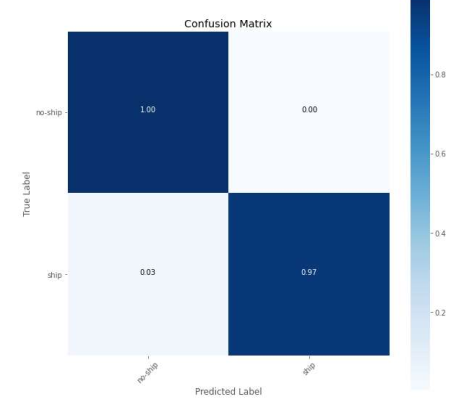 Confusion Matrix
no-ship
1.00
0.00
ship
0.03
0.97
True Label
no-ship
ship
Predicted Label
0.8
0.6
0.4
0.2